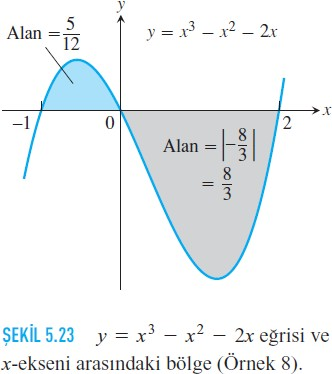 y
Alan = 5/12
y = x³ − x² − 2x
−1
0
2
x
Alan = |−8/3|
= 8/3
ŞEKİL 5.23 y = x³ − x² − 2x eğrisi ve
x-ekseni arasındaki bölge (Örnek 8).